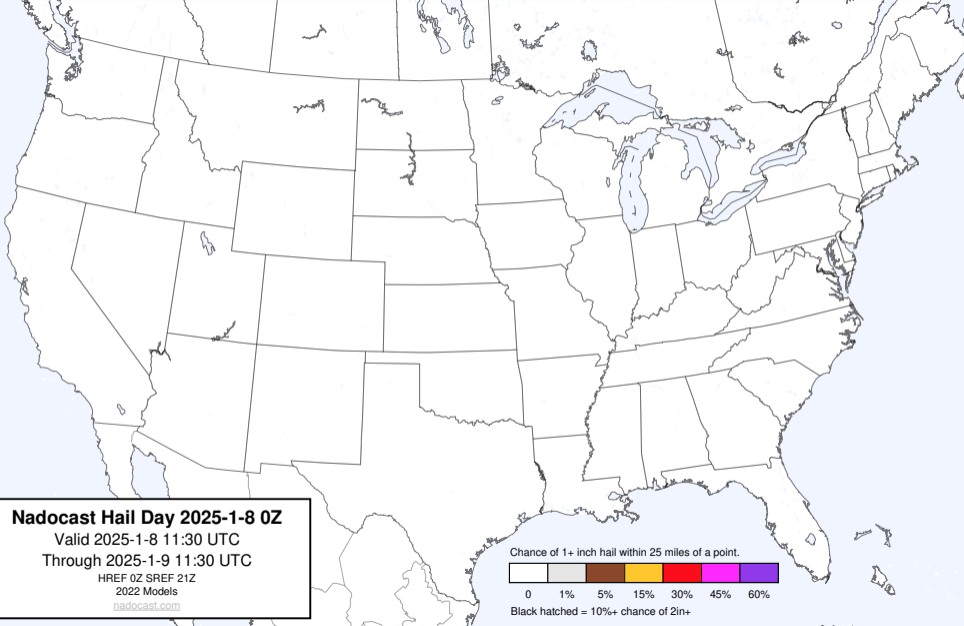 Nadocast Hail Day 2025-1-8 0Z
Valid 2025-1-8 11:30 UTC
Through 2025-1-9 11:30 UTC
HREF 0Z SREF 21Z
2022 Models
nadocast.com
Chance of 1+ inch hail within 25 miles of a point.
0 1% 5% 15% 30% 45% 60%
Black hatched = 10%+ chance of 2in+